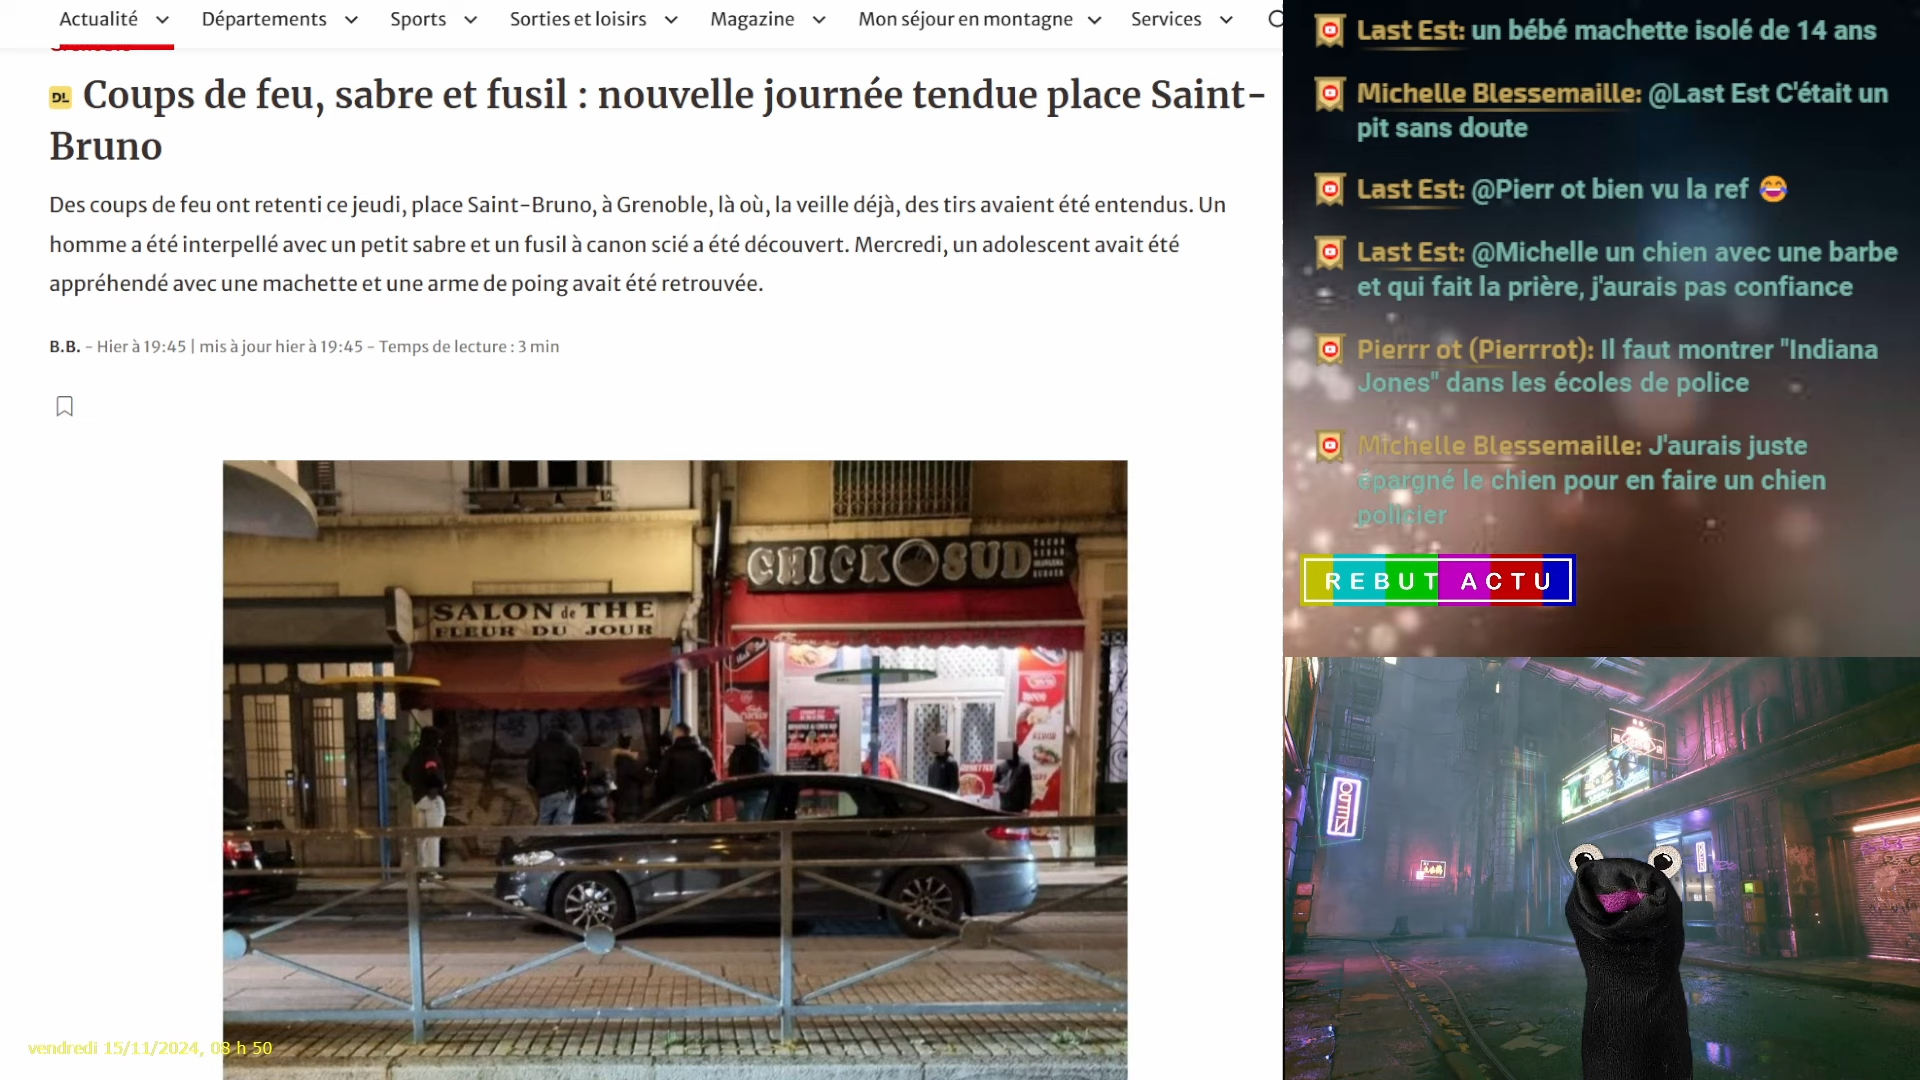 Actualité
Départements
Sports
Sorties et loisirs
Magazine
Mon séjour en montagne
Services
DL Coups de feu, sabre et fusil : nouvelle journée tendue place Saint-
Bruno
Des coups de feu ont retenti ce jeudi, place Saint-Bruno, à Grenoble, là où, la veille déjà, des tirs avaient été entendus. Un
homme a été interpellé avec un petit sabre et un fusil à canon scié a été découvert. Mercredi, un adolescent avait été
appréhendé avec une machette et une arme de poing avait été retrouvée.
B.B. - Hier à 19:45 | mis à jour hier à 19:45 - Temps de lecture : 3 min
CHICK SUD
TACOS
KEBAB
BURGER
SALON de THE
FLEUR DU JOUR
vendredi 15/11/2024, 08 h 50
Last Est: un bébé machette isolé de 14 ans
Michelle Blessemaille: @Last Est C'était un
pit sans doute
Last Est: @Pierr ot bien vu la ref 😂
Last Est: @Michelle un chien avec une barbe
et qui fait la prière, j'aurais pas confiance
Pierrr ot (Pierrrot): Il faut montrer "Indiana
Jones" dans les écoles de police
Michelle Blessemaille: J'aurais juste
épargné le chien pour en faire un chien
policier
REBUT ACTU